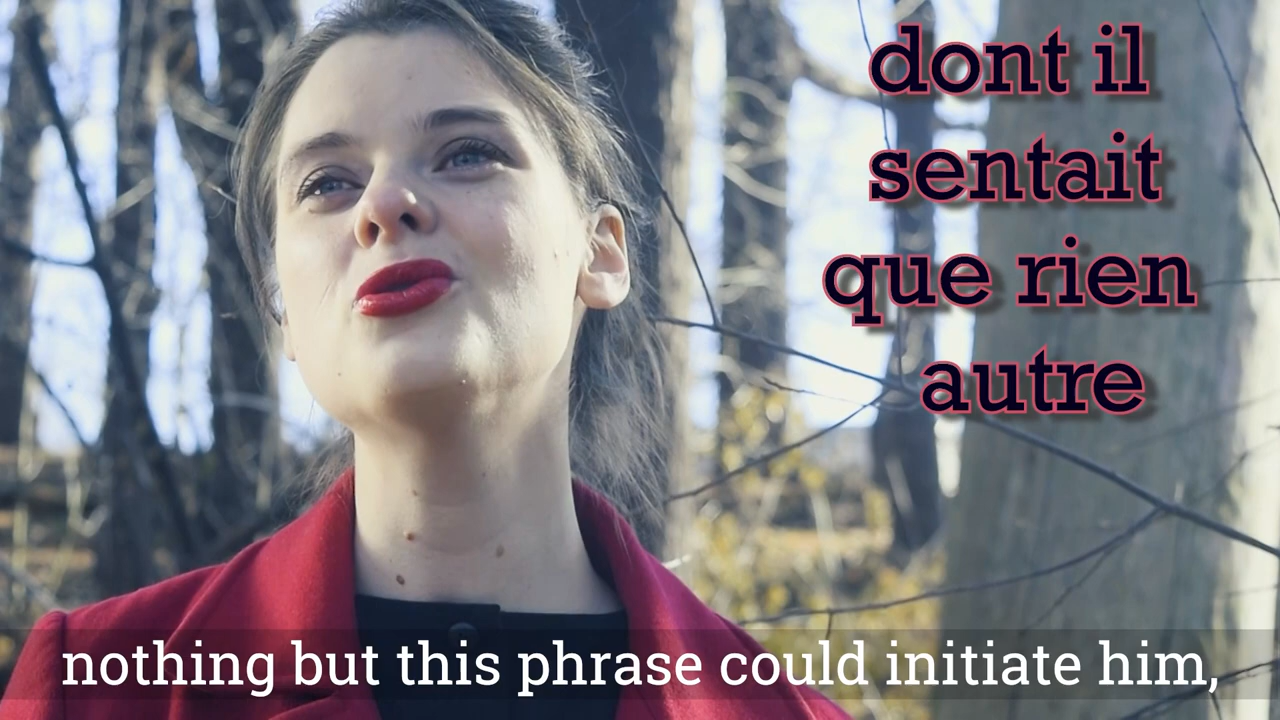 dont il
sentait
que rien
autre
nothing but this phrase could initiate him,